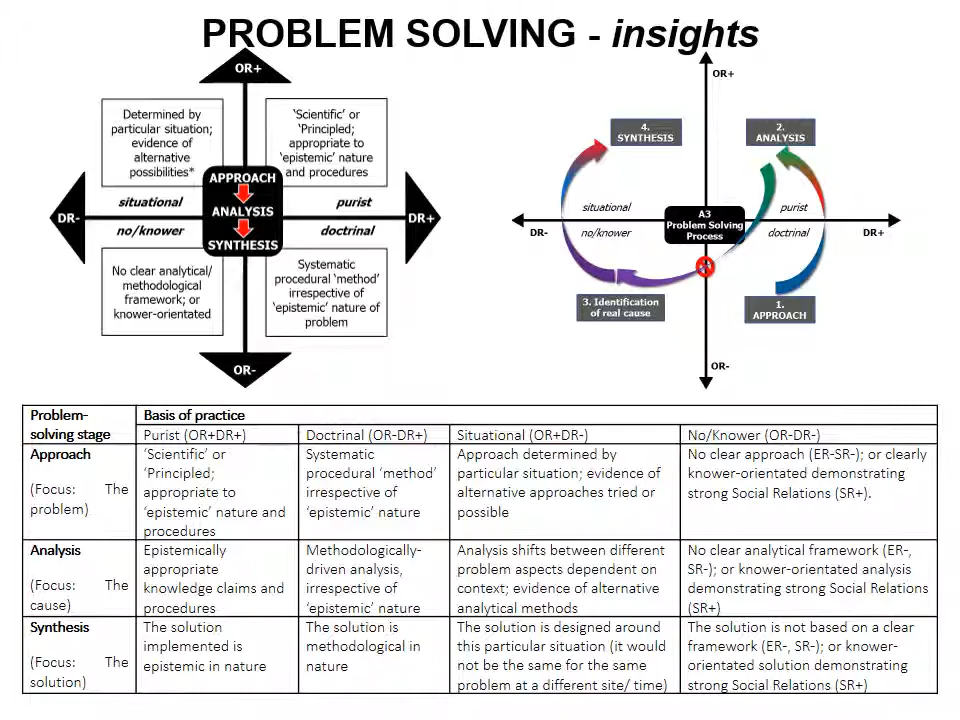 PROBLEM SOLVING - insights
OR+
Determined by
particular situation;
evidence of
alternative
possibilities*
‘Scientific’ or
‘Principled;
appropriate to
‘epistemic’ nature
and procedures
APPROACH
ANALYSIS
SYNTHESIS
situational
purist
DR-
DR+
no/knower
doctrinal
No clear analytical/
methodological
framework; or
knower-orientated
Systematic
procedural ‘method’
irrespective of
‘epistemic’ nature of
problem
OR-
OR+
4.
SYNTHESIS
2.
ANALYSIS
situational
purist
A3
Problem Solving
Process
DR-
DR+
no/knower
doctrinal
3. Identification
of real cause
1.
APPROACH
OR-
Problem-
solving stage
Basis of practice
Purist (OR+DR+)
Doctrinal (OR-DR+)
Situational (OR+DR-)
No/Knower (OR-DR-)
Approach
(Focus: The
problem)
‘Scientific’ or
‘Principled;
appropriate to
‘epistemic’ nature and
procedures
Systematic
procedural ‘method’
irrespective of
‘epistemic’ nature
Approach determined by
particular situation; evidence of
alternative approaches tried or
possible
No clear approach (ER-SR-); or clearly
knower-orientated demonstrating
strong Social Relations (SR+).
Analysis
(Focus: The
cause)
Epistemically
appropriate
knowledge claims and
procedures
Methodologically-
driven analysis,
irrespective of
‘epistemic’ nature
Analysis shifts between different
problem aspects dependent on
context; evidence of alternative
analytical methods
No clear analytical framework (ER-,
SR-); or knower-orientated analysis
demonstrating strong Social Relations
(SR+)
Synthesis
(Focus: The
solution)
The solution
implemented is
epistemic in nature
The solution is
methodological in
nature
The solution is designed around
this particular situation (it would
not be the same for the same
problem at a different site/ time)
The solution is not based on a clear
framework (ER-, SR-); or knower-
orientated solution demonstrating
strong Social Relations (SR+)